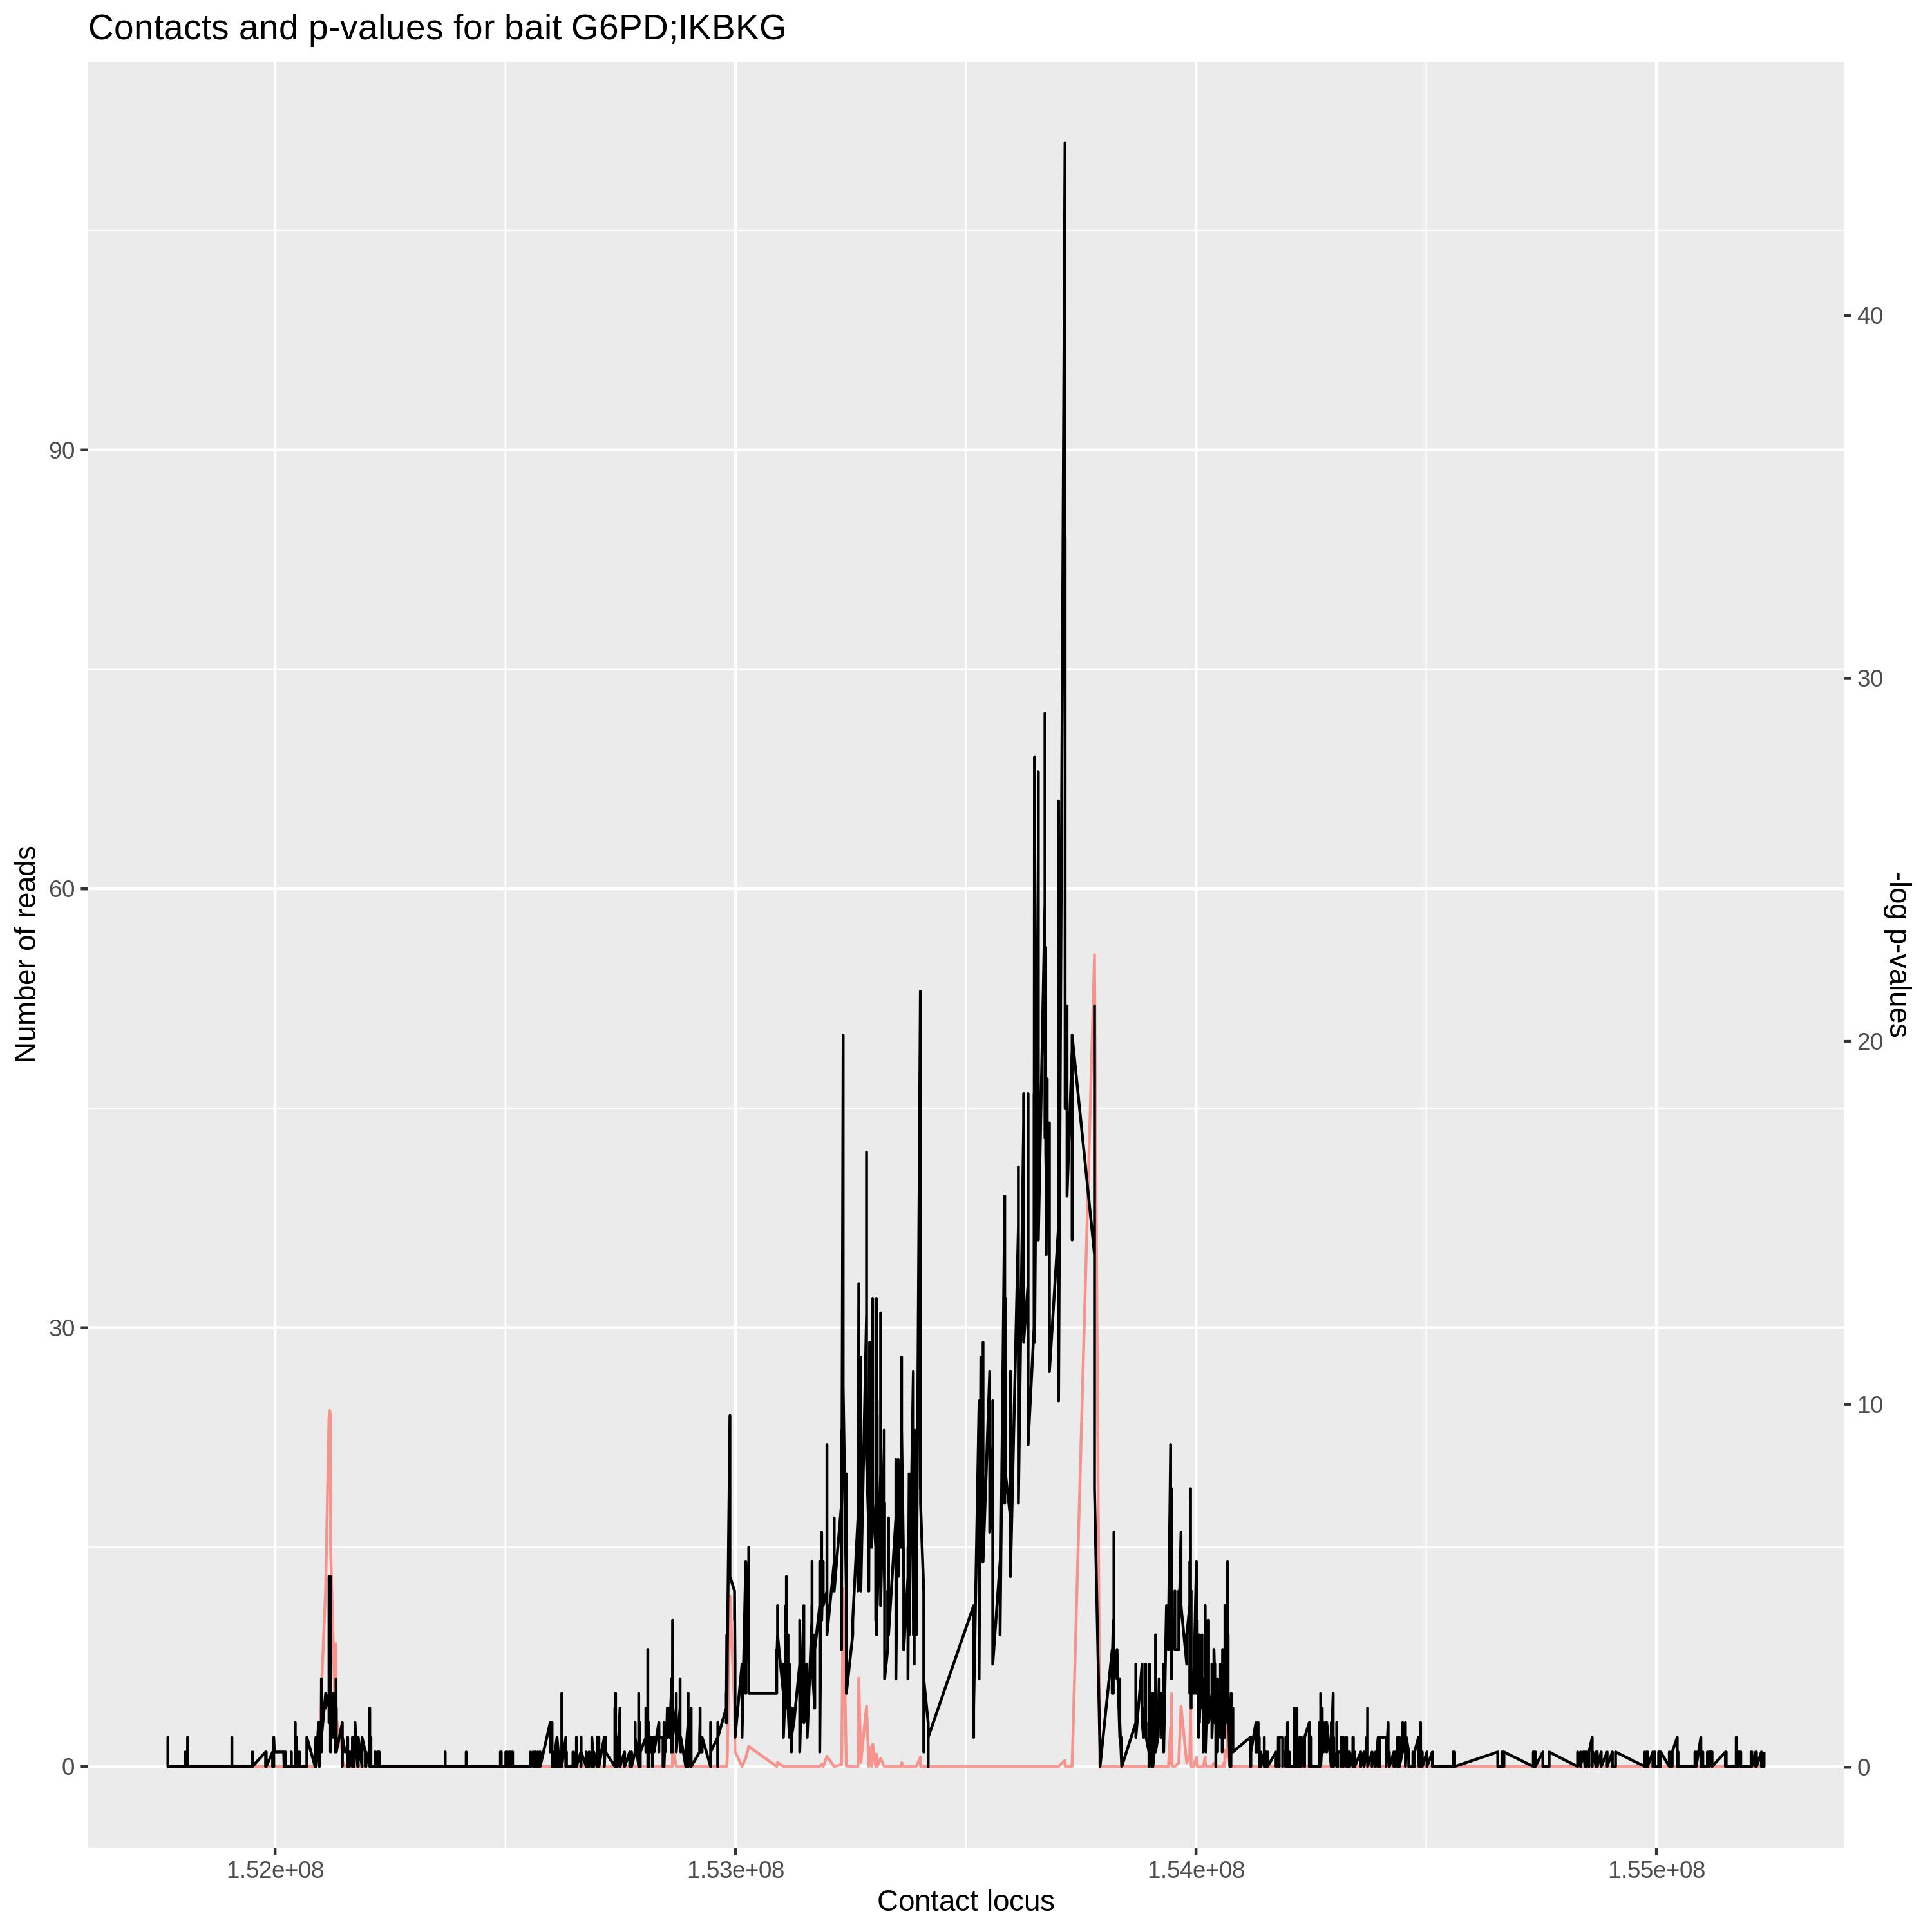 Contacts and p-values for bait G6PD;IKBKG
90
60
30
0
40
30
20
10
0
Number of reads
-log p-values
1.52e+08
1.53e+08
1.54e+08
1.55e+08
Contact locus